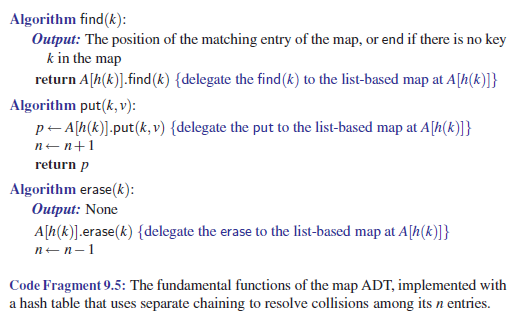 Algorithm find(k):
Output: The position of the matching entry of the map, or end if there is no key
k in the map
return A[h(k)].find(k) {delegate the find(k) to the list-based map at A[h(k)]}
Algorithm put(k, v):
p ← A[h(k)].put(k, v) {delegate the put to the list-based map at A[h(k)]}
n ← n + 1
return p
Algorithm erase(k):
Output: None
A[h(k)].erase(k) {delegate the erase to the list-based map at A[h(k)]}
n ← n − 1
Code Fragment 9.5: The fundamental functions of the map ADT, implemented with
a hash table that uses separate chaining to resolve collisions among its n entries.